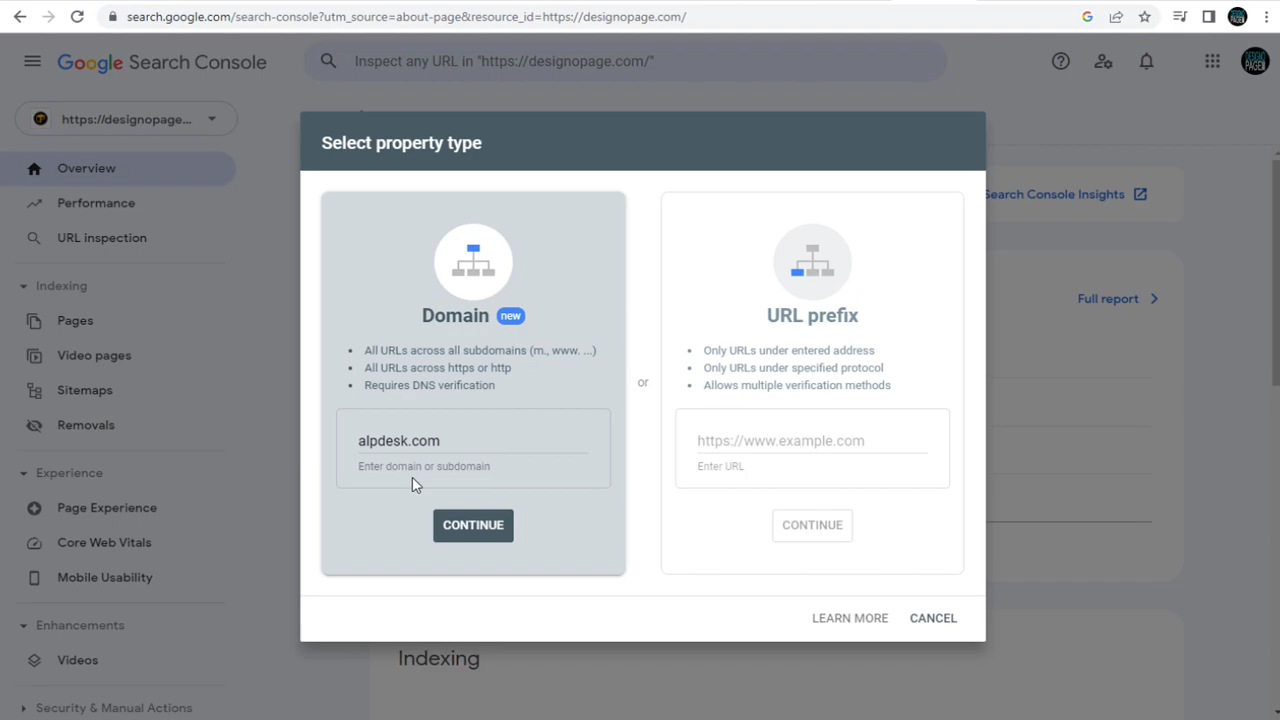 search.google.com/search-console?utm_source=about-page&resource_id=https://designopage.com/
Google Search Console
Inspect any URL in "https://designopage.com/"
https://designopage...
Overview
Performance
URL inspection
Indexing
Pages
Video pages
Sitemaps
Removals
Experience
Page Experience
Core Web Vitals
Mobile Usability
Enhancements
Videos
Security & Manual Actions
Search Console Insights
Full report
Indexing
Select property type
Domain new
All URLs across all subdomains (m., www. ...)
All URLs across https or http
Requires DNS verification
alpdesk.com
Enter domain or subdomain
CONTINUE
or
URL prefix
Only URLs under entered address
Only URLs under specified protocol
Allows multiple verification methods
https://www.example.com
Enter URL
CONTINUE
LEARN MORE
CANCEL